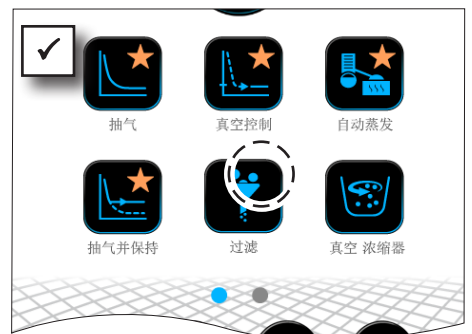 抽气
真空控制
自动蒸发
抽气并保持
过滤
真空 浓缩器